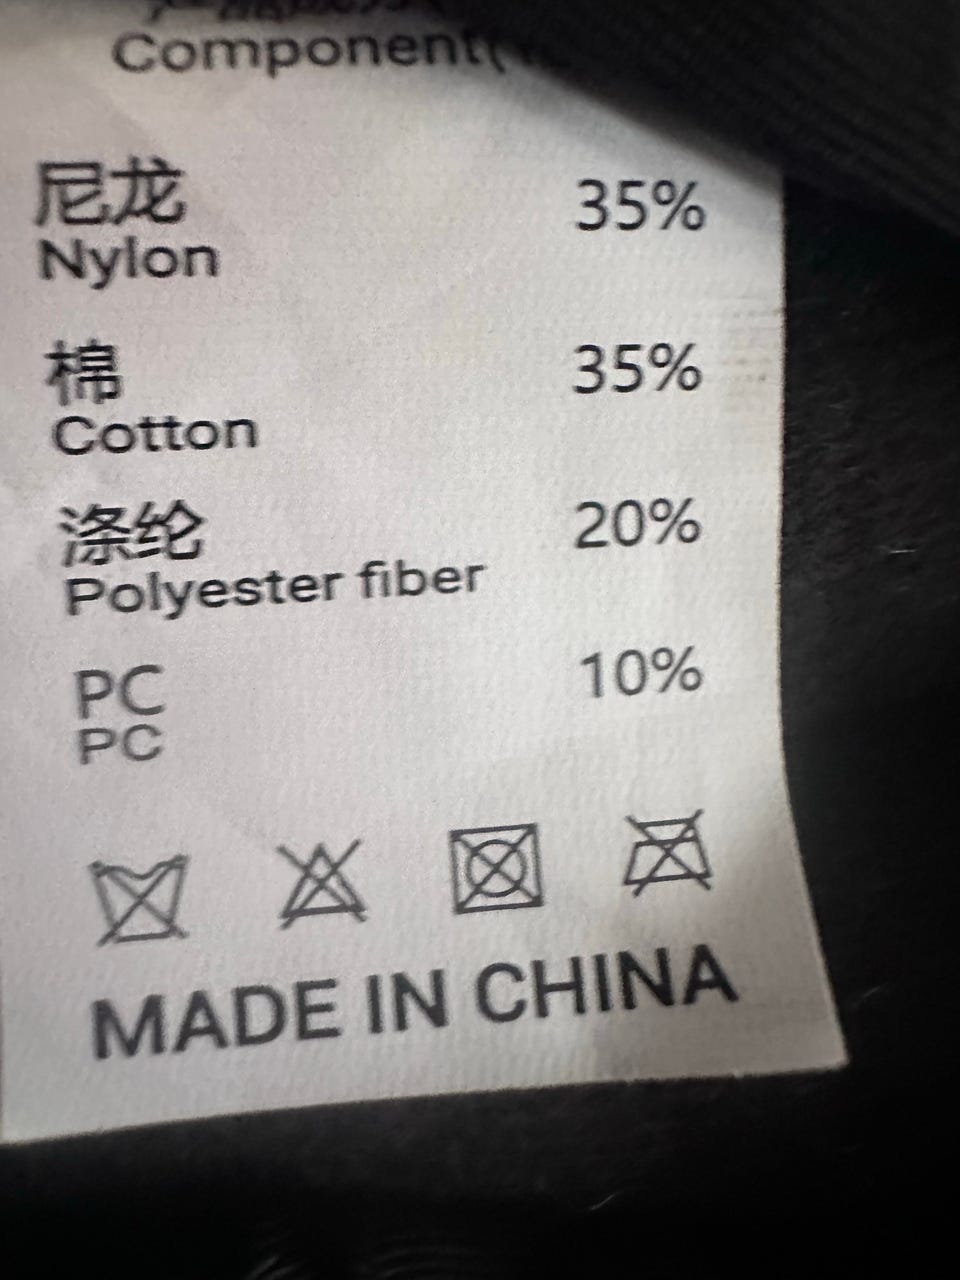 Component(
尼龙 35%
Nylon
棉 35%
Cotton
涤纶 20%
Polyester fiber
PC 10%
PC
MADE IN CHINA